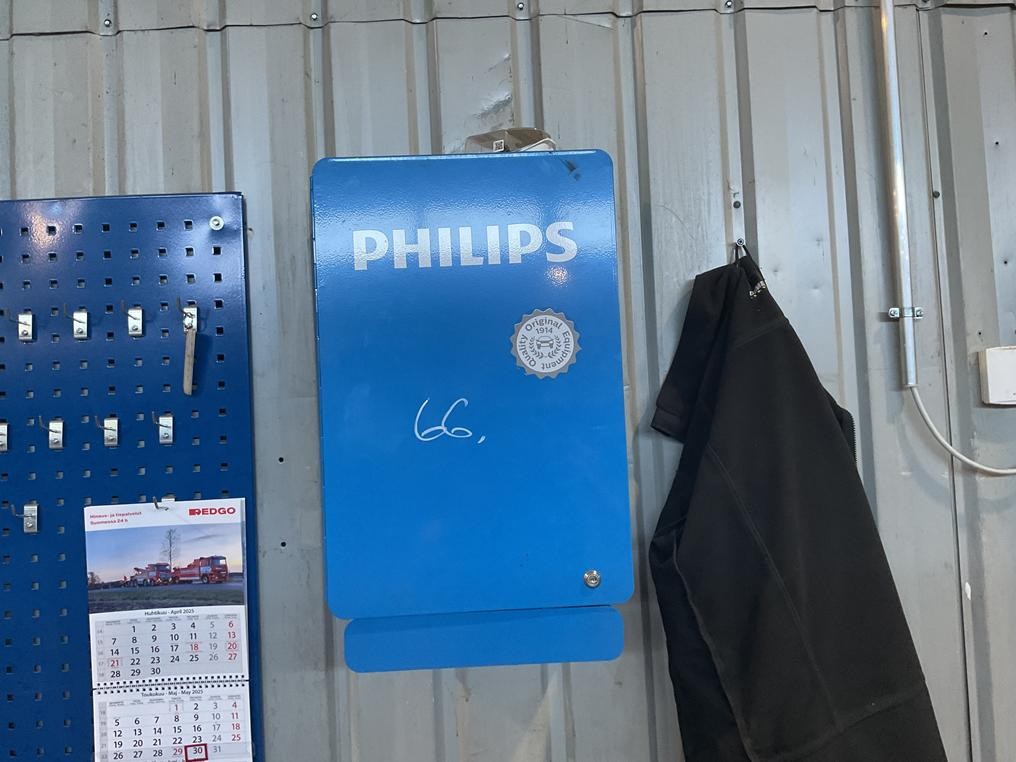 PHILIPS
Quality Original Equipment
1914
66.
Hinaus- ja tiepalvelut
Suomessa 24 h
REDGO
Huhtikuu - April 2025
1 2 3 4 5 6
7 8 9 10 11 12 13
14 15 16 17 18 19 20
21 22 23 24 25 26 27
28 29 30
Toukokuu - Maj - May 2025
1 2 3 4
5 6 7 8 9 10 11
12 13 14 15 16 17 18
19 20 21 22 23 24 25
26 27 28 29 30 31